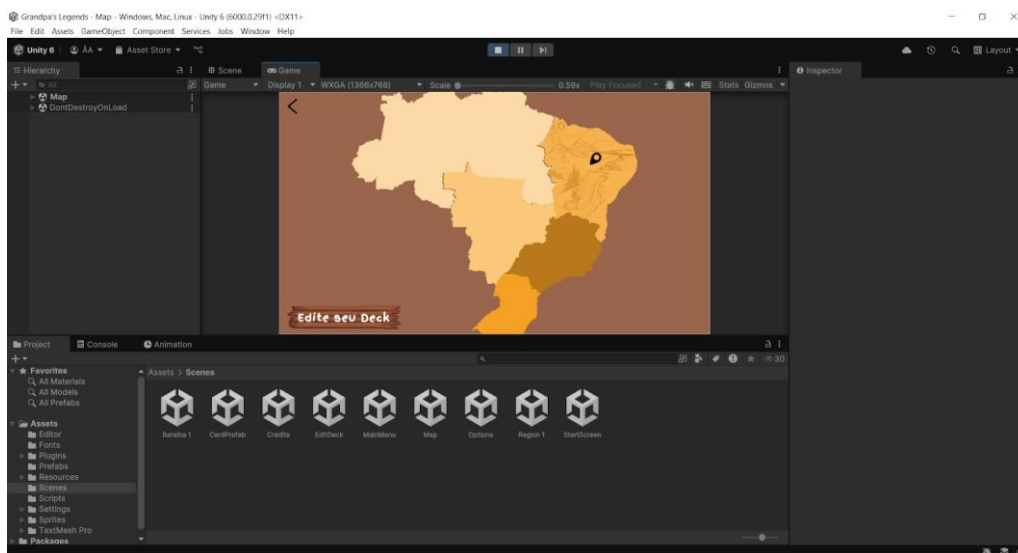 Grandpa's Legends - Map - Windows, Mac, Linux - Unity 6 (6000.0.29f1) <DX11>
File Edit Assets GameObject Component Services Jobs Window Help
Unity 6 AA Asset Store Layout
Hierarchy Scene Game Inspector
All Game Display 1 WXGA (1366x768) Scale 0.59x Play Focused Stats Gizmos
Map
DontDestroyOnLoad
Edite seu Deck
Project Console Animation
30
Favorites Assets > Scenes
All Materials
All Models
All Prefabs
Assets
Batalha 1 CardPrefab Credits EditDeck MainMenu Map Options Region 1 StartScreen
Editor
Fonts
Plugins
Prefabs
Resources
Scenes
Scripts
Settings
Sprites
TextMesh Pro
Packages